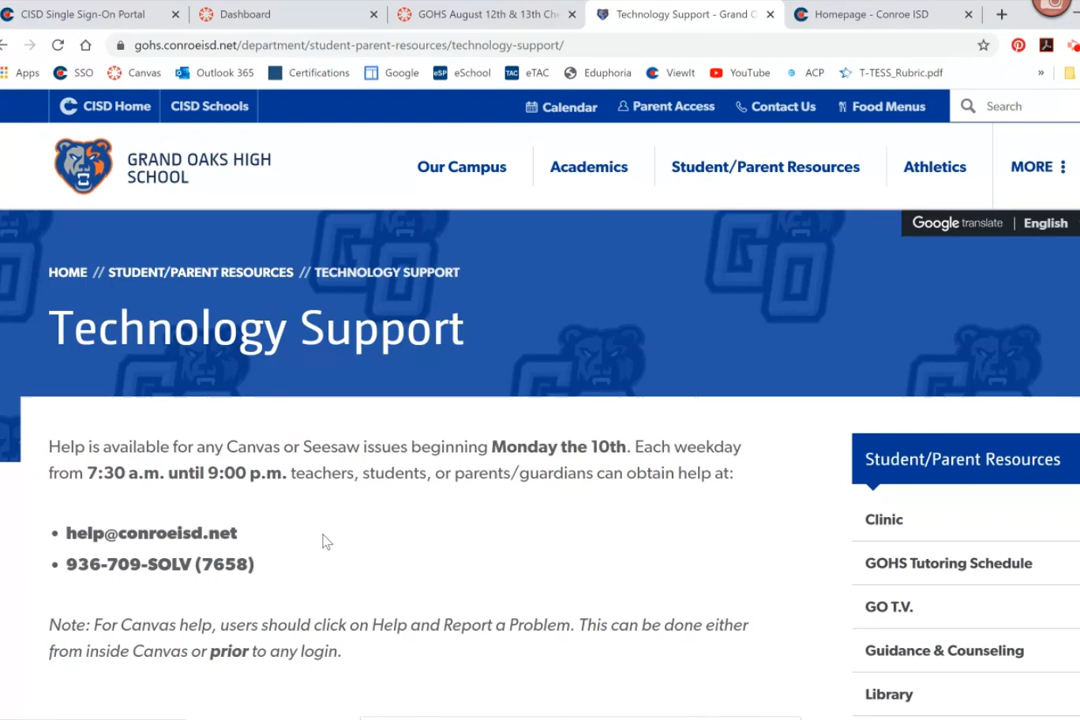 CISD Single Sign-On Portal
Dashboard
GOHS August 12th & 13th Che
Technology Support - Grand O
Homepage - Conroe ISD
gohs.conroeisd.net/department/student-parent-resources/technology-support/
Apps SSO Canvas Outlook 365 Certifications Google eSchool eTAC Eduphoria ViewIt YouTube ACP T-TESS_Rubric.pdf »
CISD Home CISD Schools Calendar Parent Access Contact Us Food Menus Search
GRAND OAKS HIGH
SCHOOL
Our Campus Academics Student/Parent Resources Athletics MORE
Google translate | English
HOME // STUDENT/PARENT RESOURCES // TECHNOLOGY SUPPORT
Technology Support
Help is available for any Canvas or Seesaw issues beginning Monday the 10th. Each weekday
from 7:30 a.m. until 9:00 p.m. teachers, students, or parents/guardians can obtain help at:
• help@conroeisd.net
• 936-709-SOLV (7658)
Note: For Canvas help, users should click on Help and Report a Problem. This can be done either
from inside Canvas or prior to any login.
Student/Parent Resources
Clinic
GOHS Tutoring Schedule
GO T.V.
Guidance & Counseling
Library